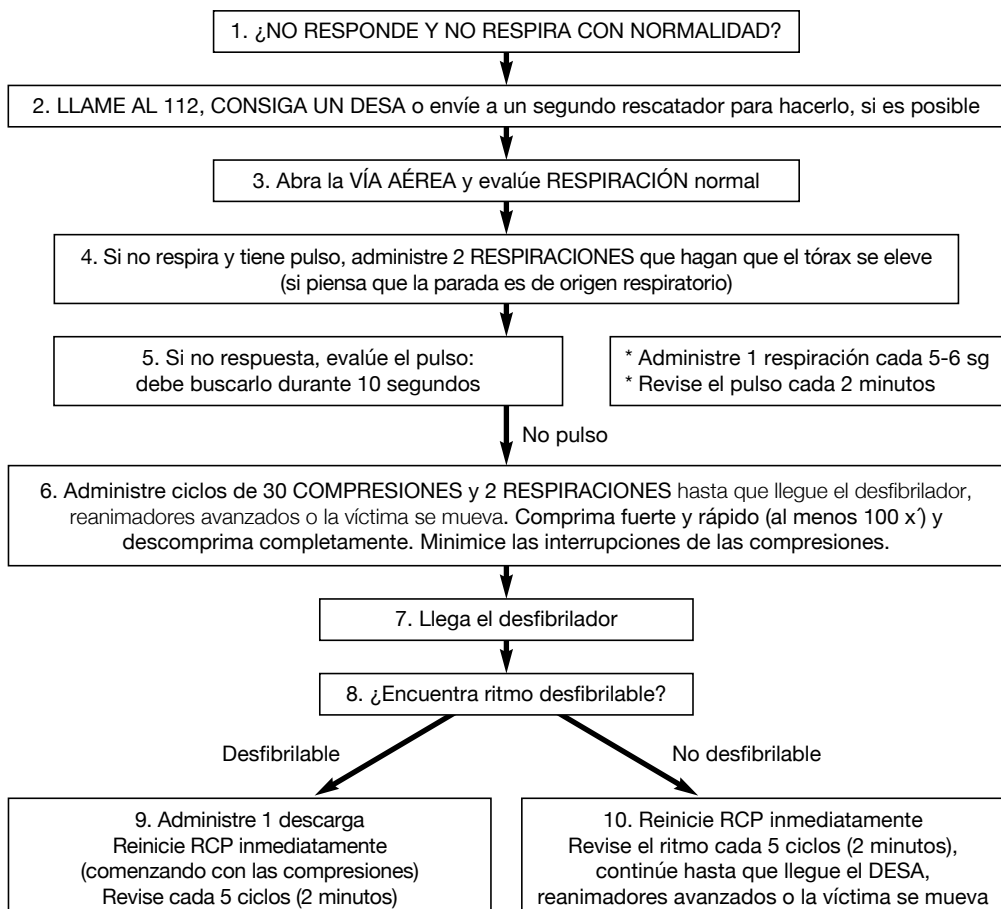 1. ¿NO RESPONDE Y NO RESPIRA CON NORMALIDAD?
2. LLAME AL 112, CONSIGA UN DESA o envíe a un segundo rescatador para hacerlo, si es posible
3. Abra la VÍA AÉREA y evalúe RESPIRACIÓN normal
4. Si no respira y tiene pulso, administre 2 RESPIRACIONES que hagan que el tórax se eleve
(si piensa que la parada es de origen respiratorio)
5. Si no respuesta, evalúe el pulso:
debe buscarlo durante 10 segundos
* Administre 1 respiración cada 5-6 sg
* Revise el pulso cada 2 minutos
No pulso
6. Administre ciclos de 30 COMPRESIONES y 2 RESPIRACIONES hasta que llegue el desfibrilador,
reanimadores avanzados o la víctima se mueva. Comprima fuerte y rápido (al menos 100 x´) y
descomprima completamente. Minimice las interrupciones de las compresiones.
7. Llega el desfibrilador
8. ¿Encuentra ritmo desfibrilable?
Desfibrilable
No desfibrilable
9. Administre 1 descarga
Reinicie RCP inmediatamente
(comenzando con las compresiones)
Revise cada 5 ciclos (2 minutos)
10. Reinicie RCP inmediatamente
Revise el ritmo cada 5 ciclos (2 minutos),
continúe hasta que llegue el DESA,
reanimadores avanzados o la víctima se mueva